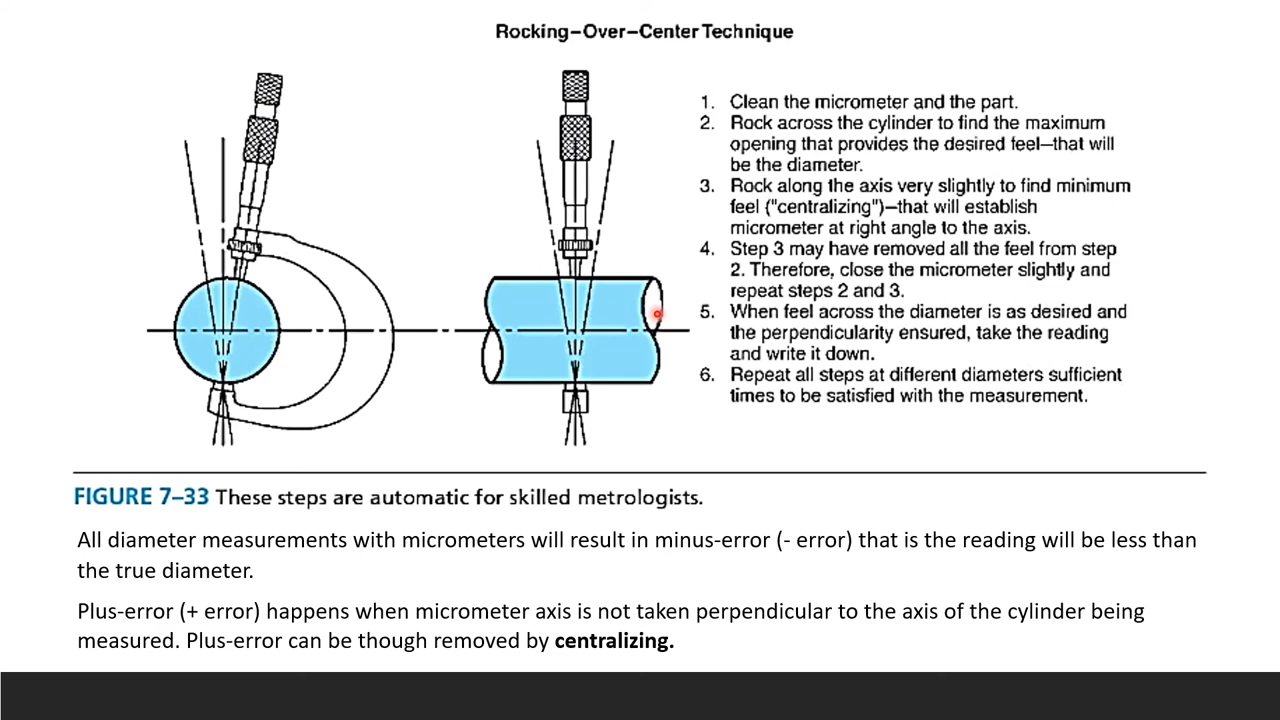 Rocking–Over–Center Technique
1. Clean the micrometer and the part.
2. Rock across the cylinder to find the maximum
opening that provides the desired feel–that will
be the diameter.
3. Rock along the axis very slightly to find minimum
feel ("centralizing")–that will establish
micrometer at right angle to the axis.
4. Step 3 may have removed all the feel from step
2. Therefore, close the micrometer slightly and
repeat steps 2 and 3.
5. When feel across the diameter is as desired and
the perpendicularity ensured, take the reading
and write it down.
6. Repeat all steps at different diameters sufficient
times to be satisfied with the measurement.
FIGURE 7–33 These steps are automatic for skilled metrologists.
All diameter measurements with micrometers will result in minus-error (- error) that is the reading will be less than
the true diameter.
Plus-error (+ error) happens when micrometer axis is not taken perpendicular to the axis of the cylinder being
measured. Plus-error can be though removed by centralizing.